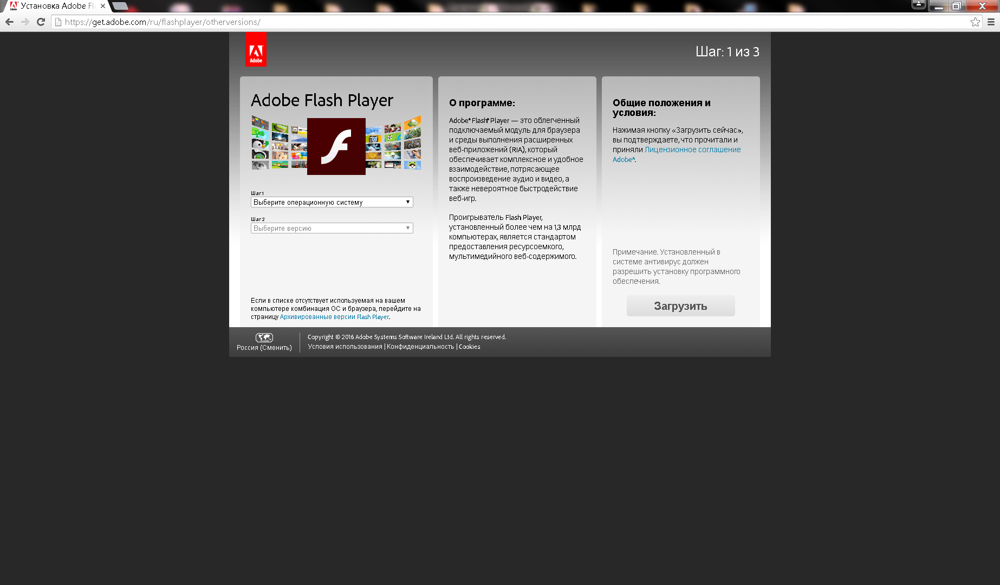 Установка Adobe Fl
https://get.adobe.com/ru/flashplayer/otherversions/
Adobe
Шаг: 1 из 3
Adobe Flash Player
Шаг 1
Выберите операционную систему
Шаг 2
Выберите версию
Если в списке отсутствует используемая на вашем
компьютере комбинация ОС и браузера, перейдите на
страницу Архивированные версии Flash Player.
О программе:
Adobe® Flash® Player — это облегченный
подключаемый модуль для браузера
и среды выполнения расширенных
веб-приложений (RIA), который
обеспечивает комплексное и удобное
взаимодействие, потрясающее
воспроизведение аудио и видео, а
также невероятное быстродействие
веб-игр.
Проигрыватель Flash Player,
установленный более чем на 1,3 млрд
компьютерах, является стандартом
предоставления ресурсоемкого,
мультимедийного веб-содержимого.
Общие положения и
условия:
Нажимая кнопку «Загрузить сейчас»,
вы подтверждаете, что прочитали и
приняли Лицензионное соглашение
Adobe*.
Примечание. Установленный в
системе антивирус должен
разрешить установку программного
обеспечения.
Загрузить
Россия (Сменить)
Copyright © 2016 Adobe Systems Software Ireland Ltd. All rights reserved.
Условия использования | Конфиденциальность | Cookies